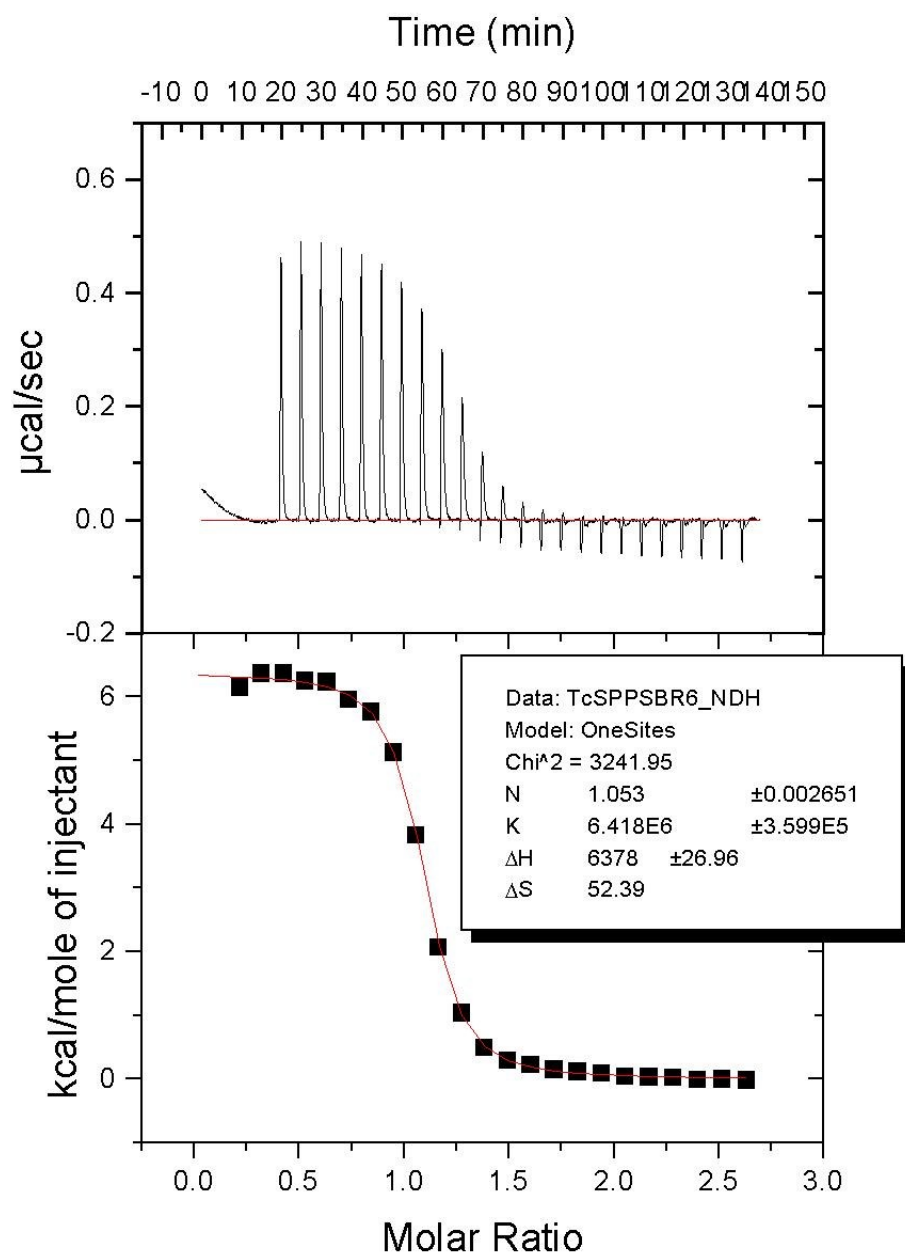 Time (min)
-10 0 10 20 30 40 50 60 70 80 90 100 110 120 130 140 150
0.6
0.4
0.2
0.0
-0.2
µcal/sec
6
4
2
0
kcal/mole of injectant
Data: TcSPPSBR6_NDH
Model: OneSites
Chi^2 = 3241.95
N 1.053 ±0.002651
K 6.418E6 ±3.599E5
ΔH 6378 ±26.96
ΔS 52.39
0.0 0.5 1.0 1.5 2.0 2.5 3.0
Molar Ratio